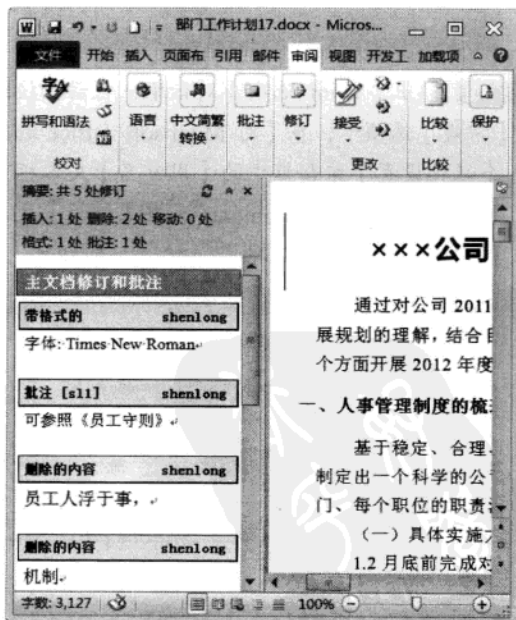 部门工作计划17.docx - Micros...
文件 开始 插入 页面布 引用 邮件 审阅 视图 开发工 加载项
拼写和语法 语言 中文简繁转换 批注 修订 接受 比较 保护
校对 更改 比较
摘要: 共 5 处修订
插入: 1 处 删除: 2 处 移动: 0 处
格式: 1 处 批注: 1 处
主文档修订和批注
带格式的 shenlong
字体: Times New Roman
批注 [s11] shenlong
可参照《员工守则》
删除的内容 shenlong
员工人浮于事，
删除的内容 shenlong
机制
×××公司
通过对公司 2011
展规划的理解，结合
个方面开展 2012 年度
一、人事管理制度的梳
基于稳定、合理、
制定出一个科学的公
门、每个职位的职责
（一）具体实施
1.2 月底前完成对
字数: 3,127 100%